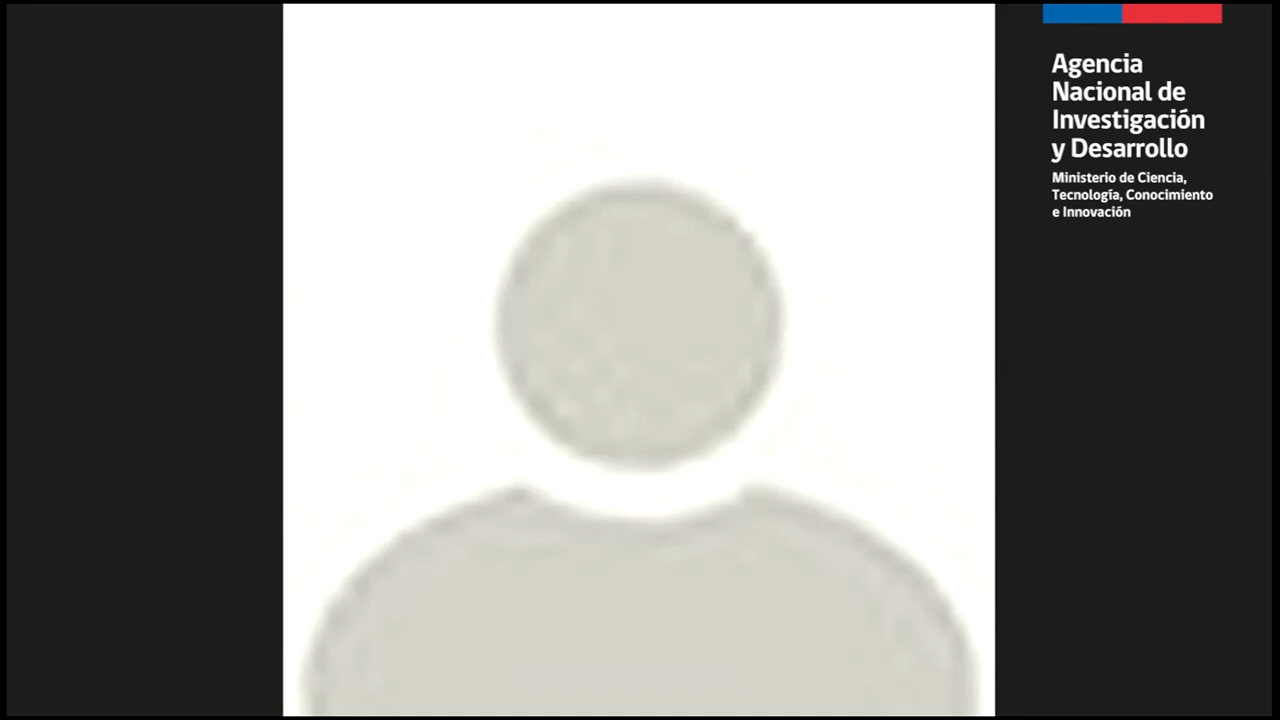 Agencia
Nacional de
Investigación
y Desarrollo
Ministerio de Ciencia,
Tecnología, Conocimiento
e Innovación